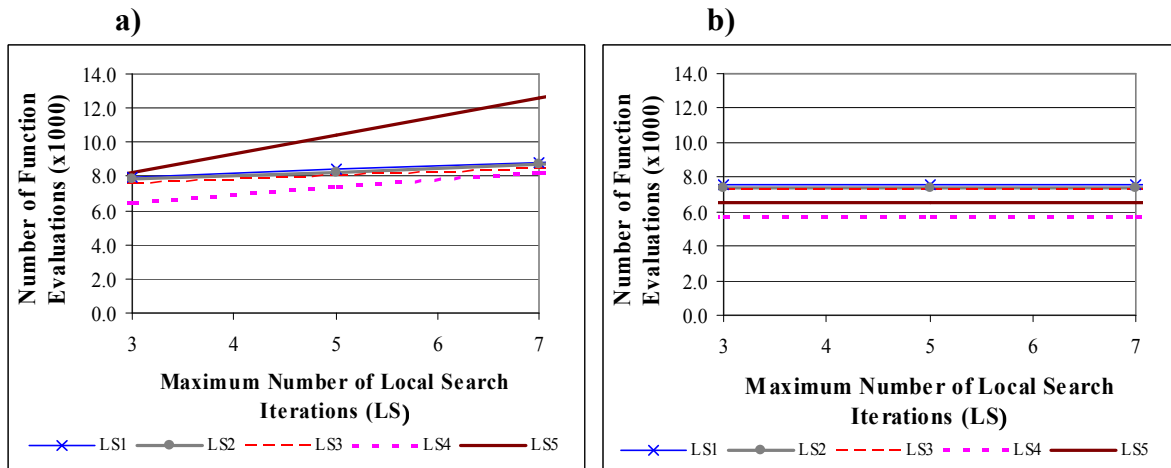 a)
Number of Function
Evaluations (x1000)
14.0
12.0
10.0
8.0
6.0
4.0
2.0
0.0
3 4 5 6 7
Maximum Number of Local Search
Iterations (LS)
LS1 LS2 LS3 LS4 LS5
b)
Number of Function
Evaluations (x1000)
14.0
12.0
10.0
8.0
6.0
4.0
2.0
0.0
3 4 5 6 7
Maximum Number of Local Search
Iterations (LS)
LS1 LS2 LS3 LS4 LS5